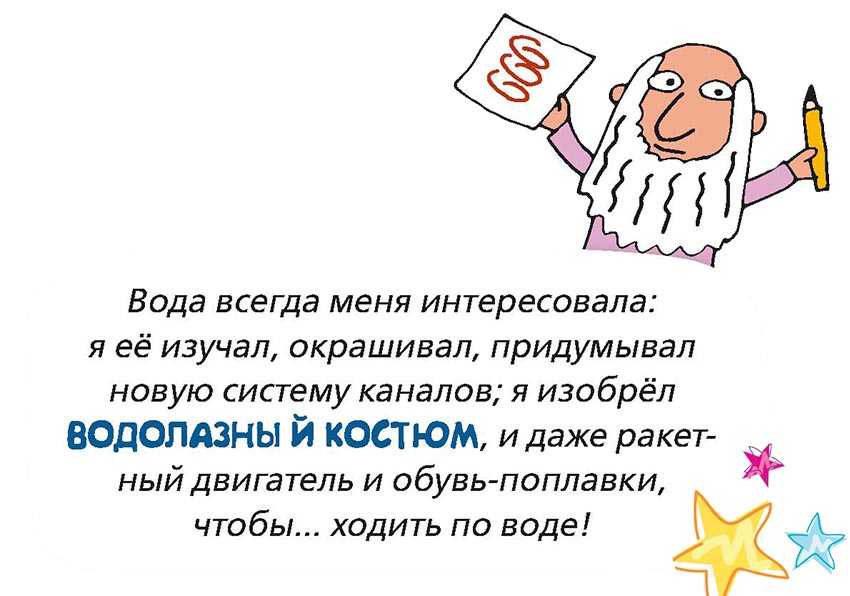 Вода всегда меня интересовала:
я её изучал, окрашивал, придумывал
новую систему каналов; я изобрёл
ВОДОЛАЗНЫ Й КОСТЮМ, и даже ракет-
ный двигатель и обувь-поплавки,
чтобы... ходить по воде!